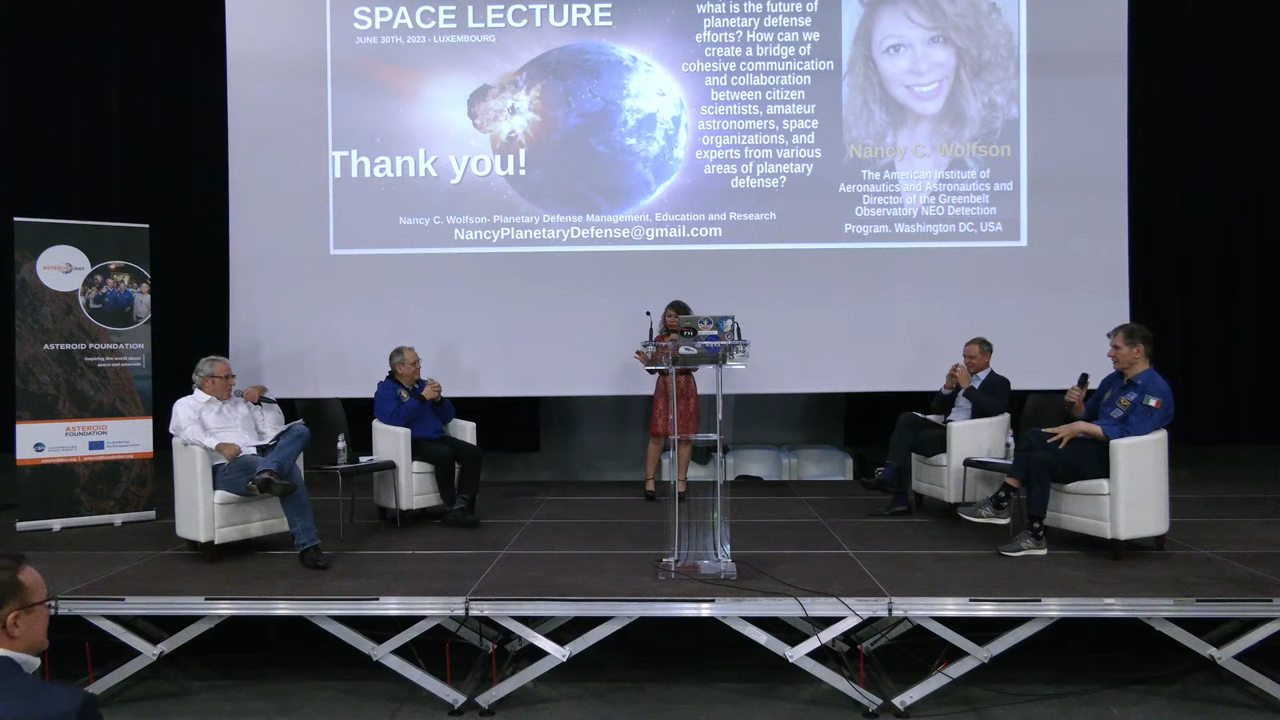 SPACE LECTURE
JUNE 30TH, 2023 - LUXEMBOURG
Thank you!
what is the future of
planetary defense
efforts? How can we
create a bridge of
cohesive communication
and collaboration
between citizen
scientists, amateur
astronomers, space
organizations, and
experts from various
areas of planetary
defense?
Nancy C. Wolfson
The American Institute of
Aeronautics and Astronautics and
Director of the Greenbelt
Observatory NEO Detection
Program. Washington DC, USA
Nancy C. Wolfson- Planetary Defense Management, Education and Research
NancyPlanetaryDefense@gmail.com
ASTEROID DAY
ASTEROID FOUNDATION
Inspiring the world about
space and asteroids
ASTEROID
FOUNDATION